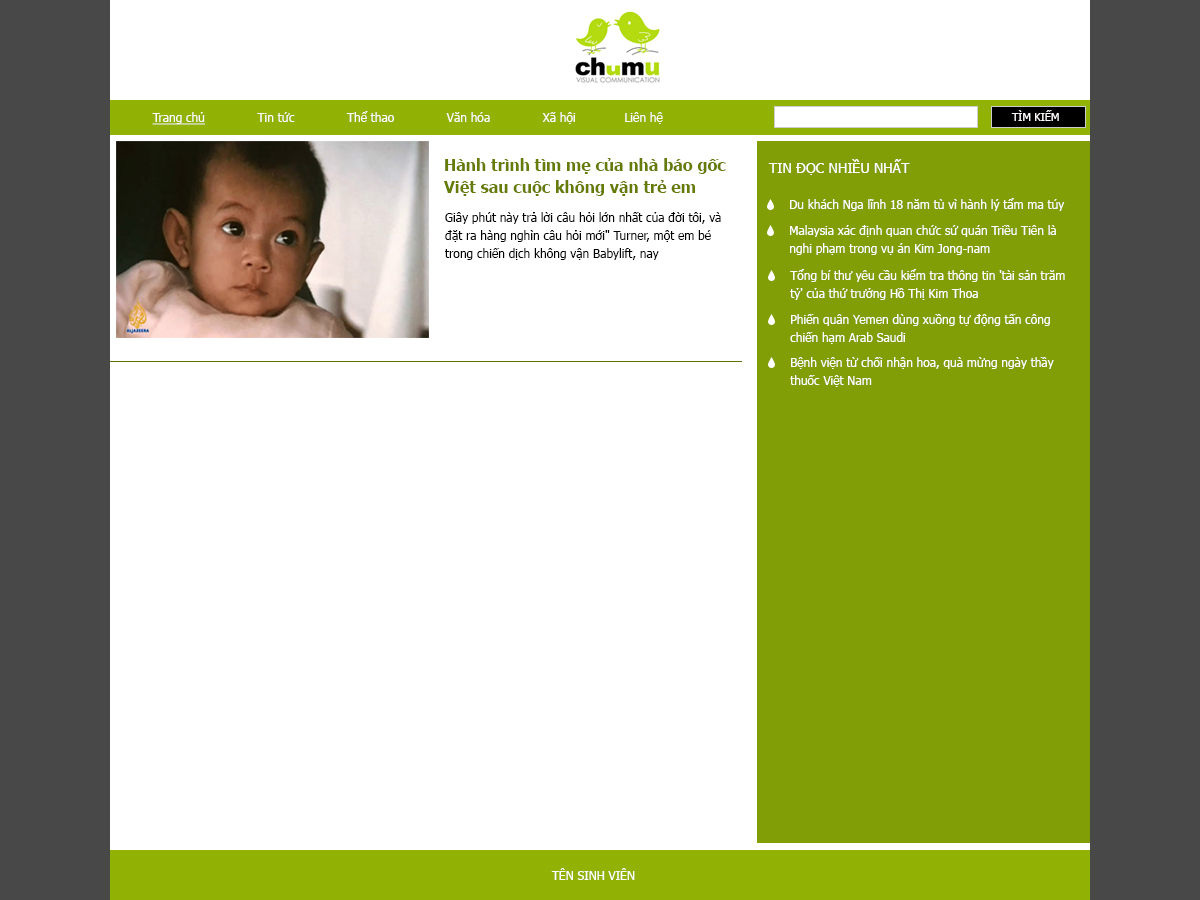 chumu
VISUAL COMMUNICATION
Trang chủ
Tin tức
Thể thao
Văn hóa
Xã hội
Liên hệ
TÌM KIẾM
Hành trình tìm mẹ của nhà báo gốc
Việt sau cuộc không vận trẻ em
Giây phút này trả lời câu hỏi lớn nhất của đời tôi, và
đặt ra hàng nghìn câu hỏi mới" Turner, một em bé
trong chiến dịch không vận Babylift, nay
ALJAZEERA
TIN ĐỌC NHIỀU NHẤT
Du khách Nga lĩnh 18 năm tù vì hành lý tẩm ma túy
Malaysia xác định quan chức sứ quán Triều Tiên là
nghi phạm trong vụ án Kim Jong-nam
Tổng bí thư yêu cầu kiểm tra thông tin 'tài sản trăm
tỷ' của thứ trưởng Hồ Thị Kim Thoa
Phiến quân Yemen dùng xuồng tự động tấn công
chiến hạm Arab Saudi
Bệnh viện từ chối nhận hoa, quà mừng ngày thầy
thuốc Việt Nam
TÊN SINH VIÊN